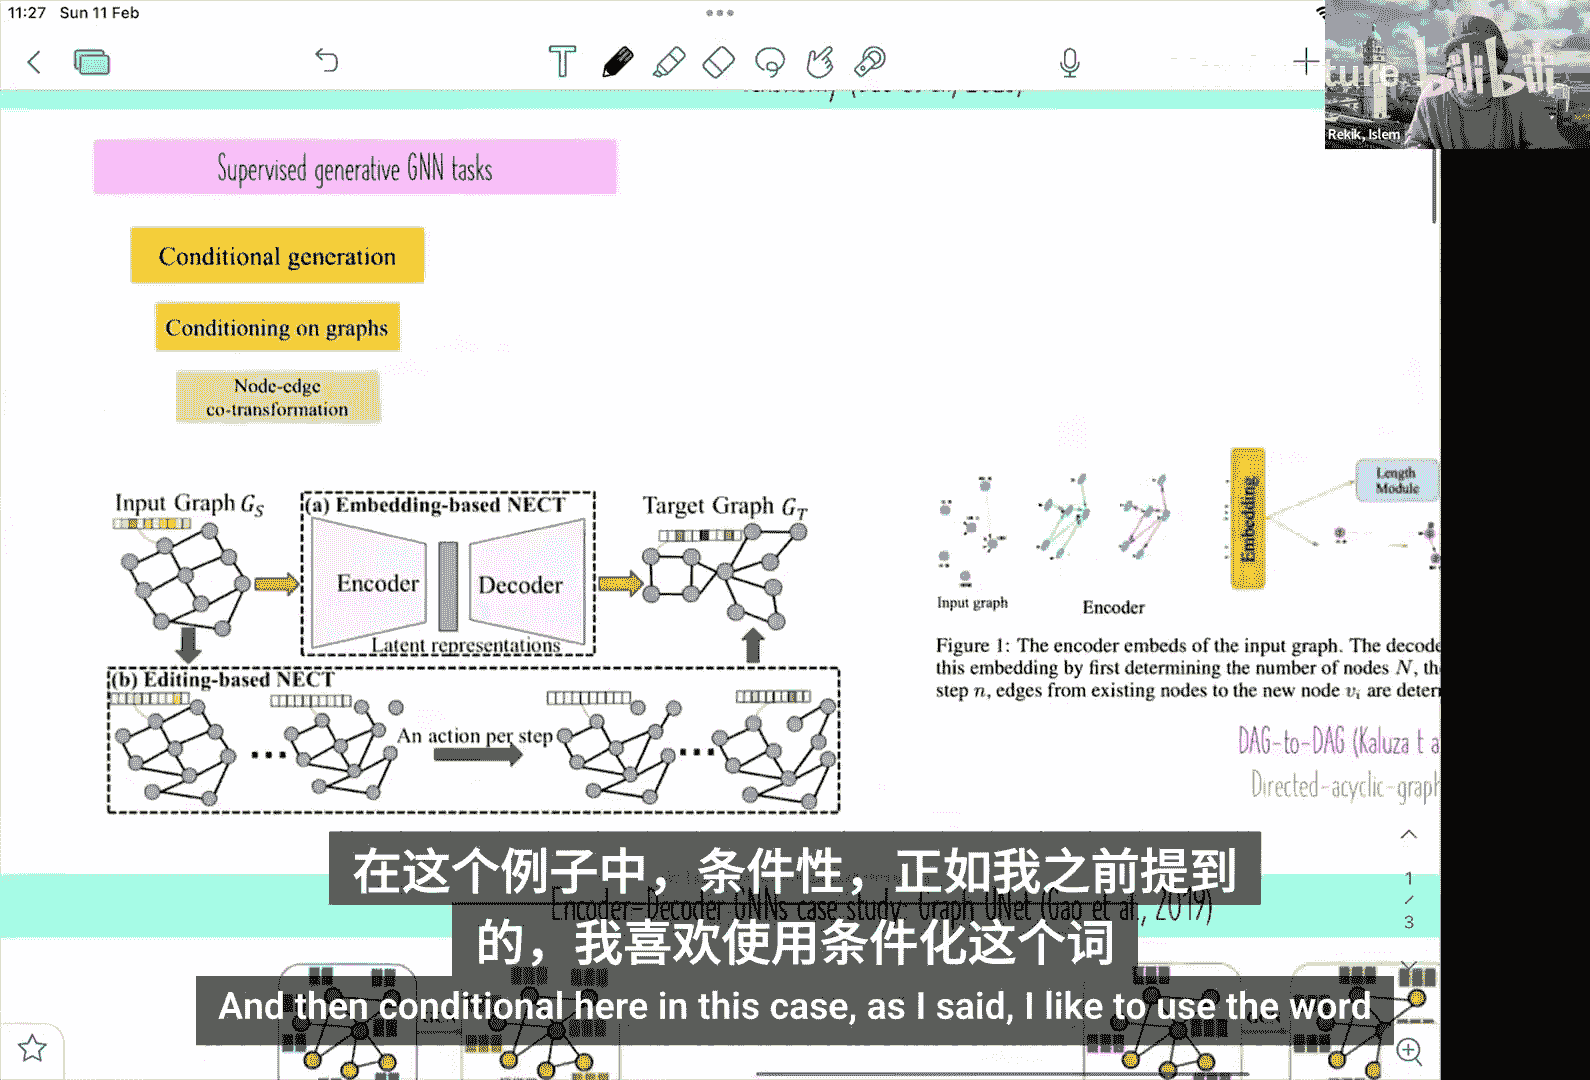 11:27 Sun 11 Feb
T
ture
bilibili
Rekik, Islem
Supervised generative GNN tasks
Conditional generation
Conditioning on graphs
Node-edge
co-transformation
Input Graph G_S
(a) Embedding-based NECT
Encoder
Decoder
Latent representations
Target Graph G_T
(b) Editing-based NECT
An action per step
Embedding
Length
Module
Input graph
Encoder
Figure 1: The encoder embeds of the input graph. The decode
this embedding by first determining the number of nodes N, th
step n, edges from existing nodes to the new node v_i are deter
DAG-to-DAG (Kaluza t a
Directed-acyclic-graph
1
/
3
Encoder-Decoder GNNs case study: Graph UNet (Gao et al., 2019)
在这个例子中，条件性，正如我之前提到
的，我喜欢使用条件化这个词
And then conditional here in this case, as I said, I like to use the word